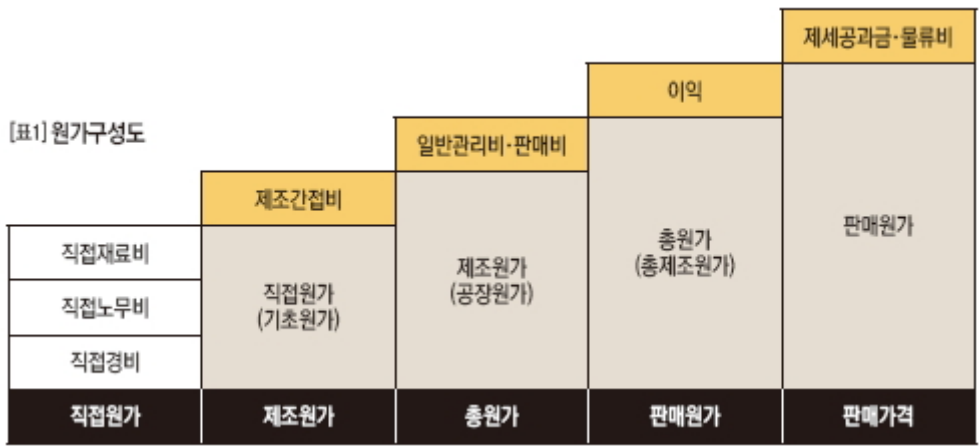 제세공과금·물류비
이익
[표1] 원가구성도
일반관리비·판매비
제조간접비
판매원가
직접재료비
총원가
(총제조원가)
제조원가
(공장원가)
직접원가
(기초원가)
직접노무비
직접경비
직접원가
제조원가
총원가
판매원가
판매가격